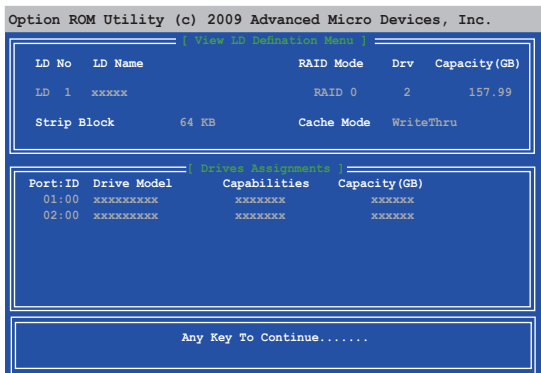 Option ROM Utility (c) 2009 Advanced Micro Devices, Inc.
[ View LD Defination Menu ]
LD No LD Name RAID Mode Drv Capacity(GB)
LD 1 xxxxx RAID 0 2 157.99
Strip Block 64 KB Cache Mode WriteThru
[ Drives Assignments ]
Port:ID Drive Model Capabilities Capacity(GB)
01:00 xxxxxxxxx xxxxxxx xxxxxx
02:00 xxxxxxxxx xxxxxxx xxxxxx
Any Key To Continue.......